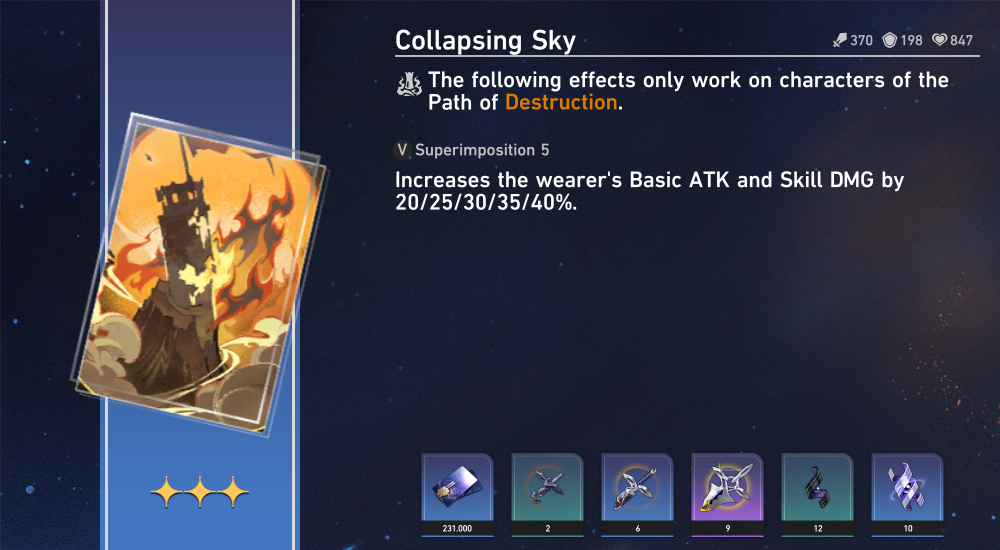 Collapsing Sky
370 198 847
The following effects only work on characters of the
Path of Destruction.
V Superimposition 5
Increases the wearer's Basic ATK and Skill DMG by
20/25/30/35/40%.
231.000 2 6 9 12 10